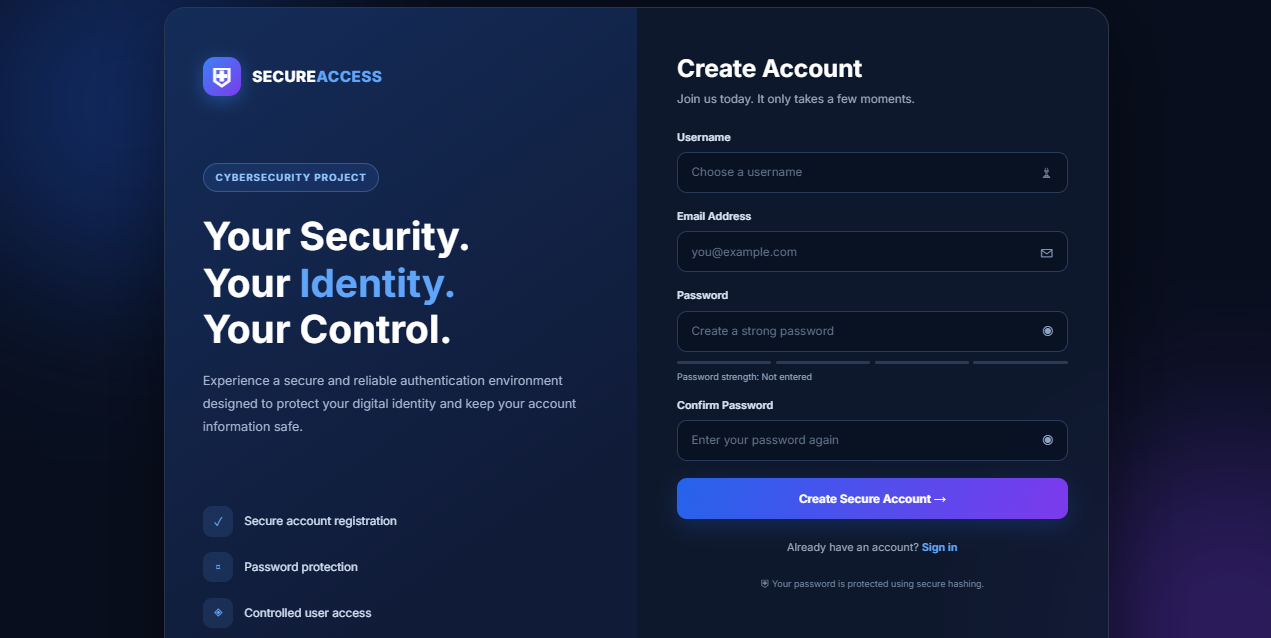 SECUREACCESS
CYBERSECURITY PROJECT
Your Security.
Your Identity.
Your Control.
Experience a secure and reliable authentication environment
designed to protect your digital identity and keep your account
information safe.
✓ Secure account registration
Password protection
◈ Controlled user access
Create Account
Join us today. It only takes a few moments.
Username
Choose a username
Email Address
you@example.com
Password
Create a strong password
Password strength: Not entered
Confirm Password
Enter your password again
Create Secure Account →
Already have an account? Sign in
⛨ Your password is protected using secure hashing.